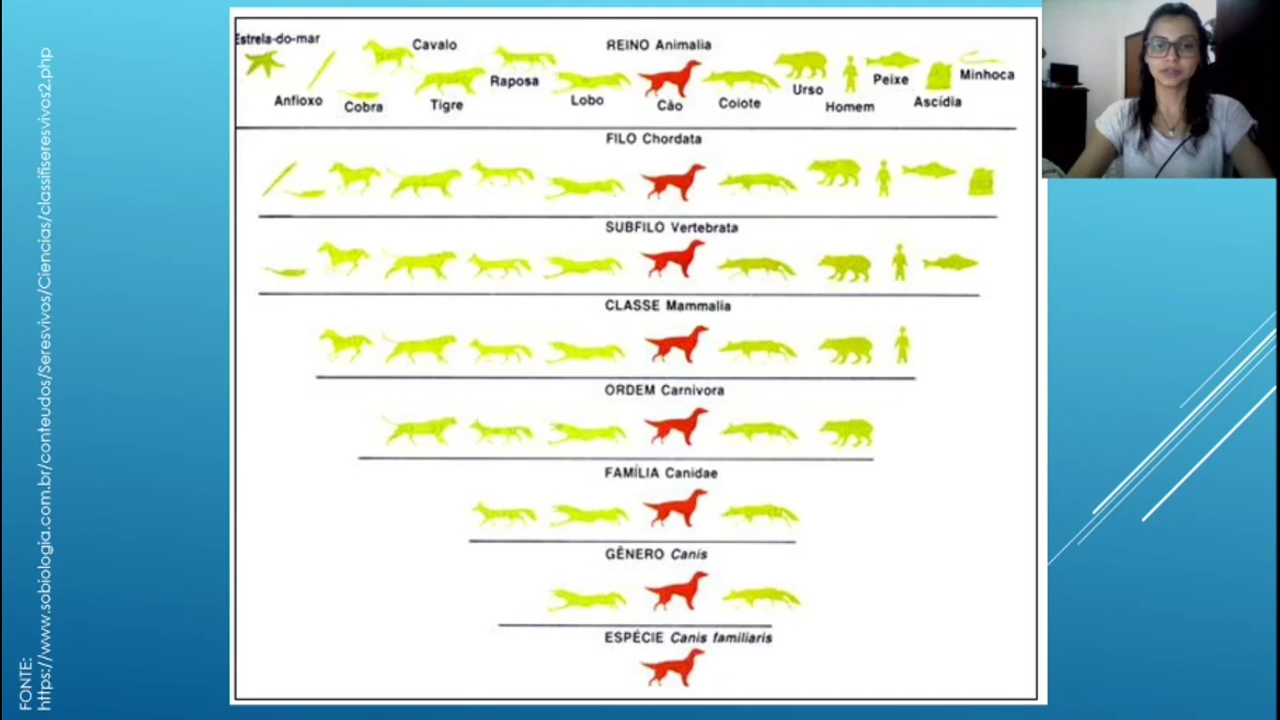 Estrela-do-mar
Cavalo
REINO Animalia
Raposa
Urso
Peixe
Minhoca
Anfioxo
Cobra
Tigre
Lobo
Cão
Coiote
Homem
Ascídia
FILO Chordata
SUBFILO Vertebrata
CLASSE Mammalia
ORDEM Carnivora
FAMÍLIA Canidae
GÊNERO Canis
ESPÉCIE Canis familiaris
FONTE:
https://www.sobiologia.com.br/conteudos/Seresvivos/Ciencias/classifiseresvivos2.php